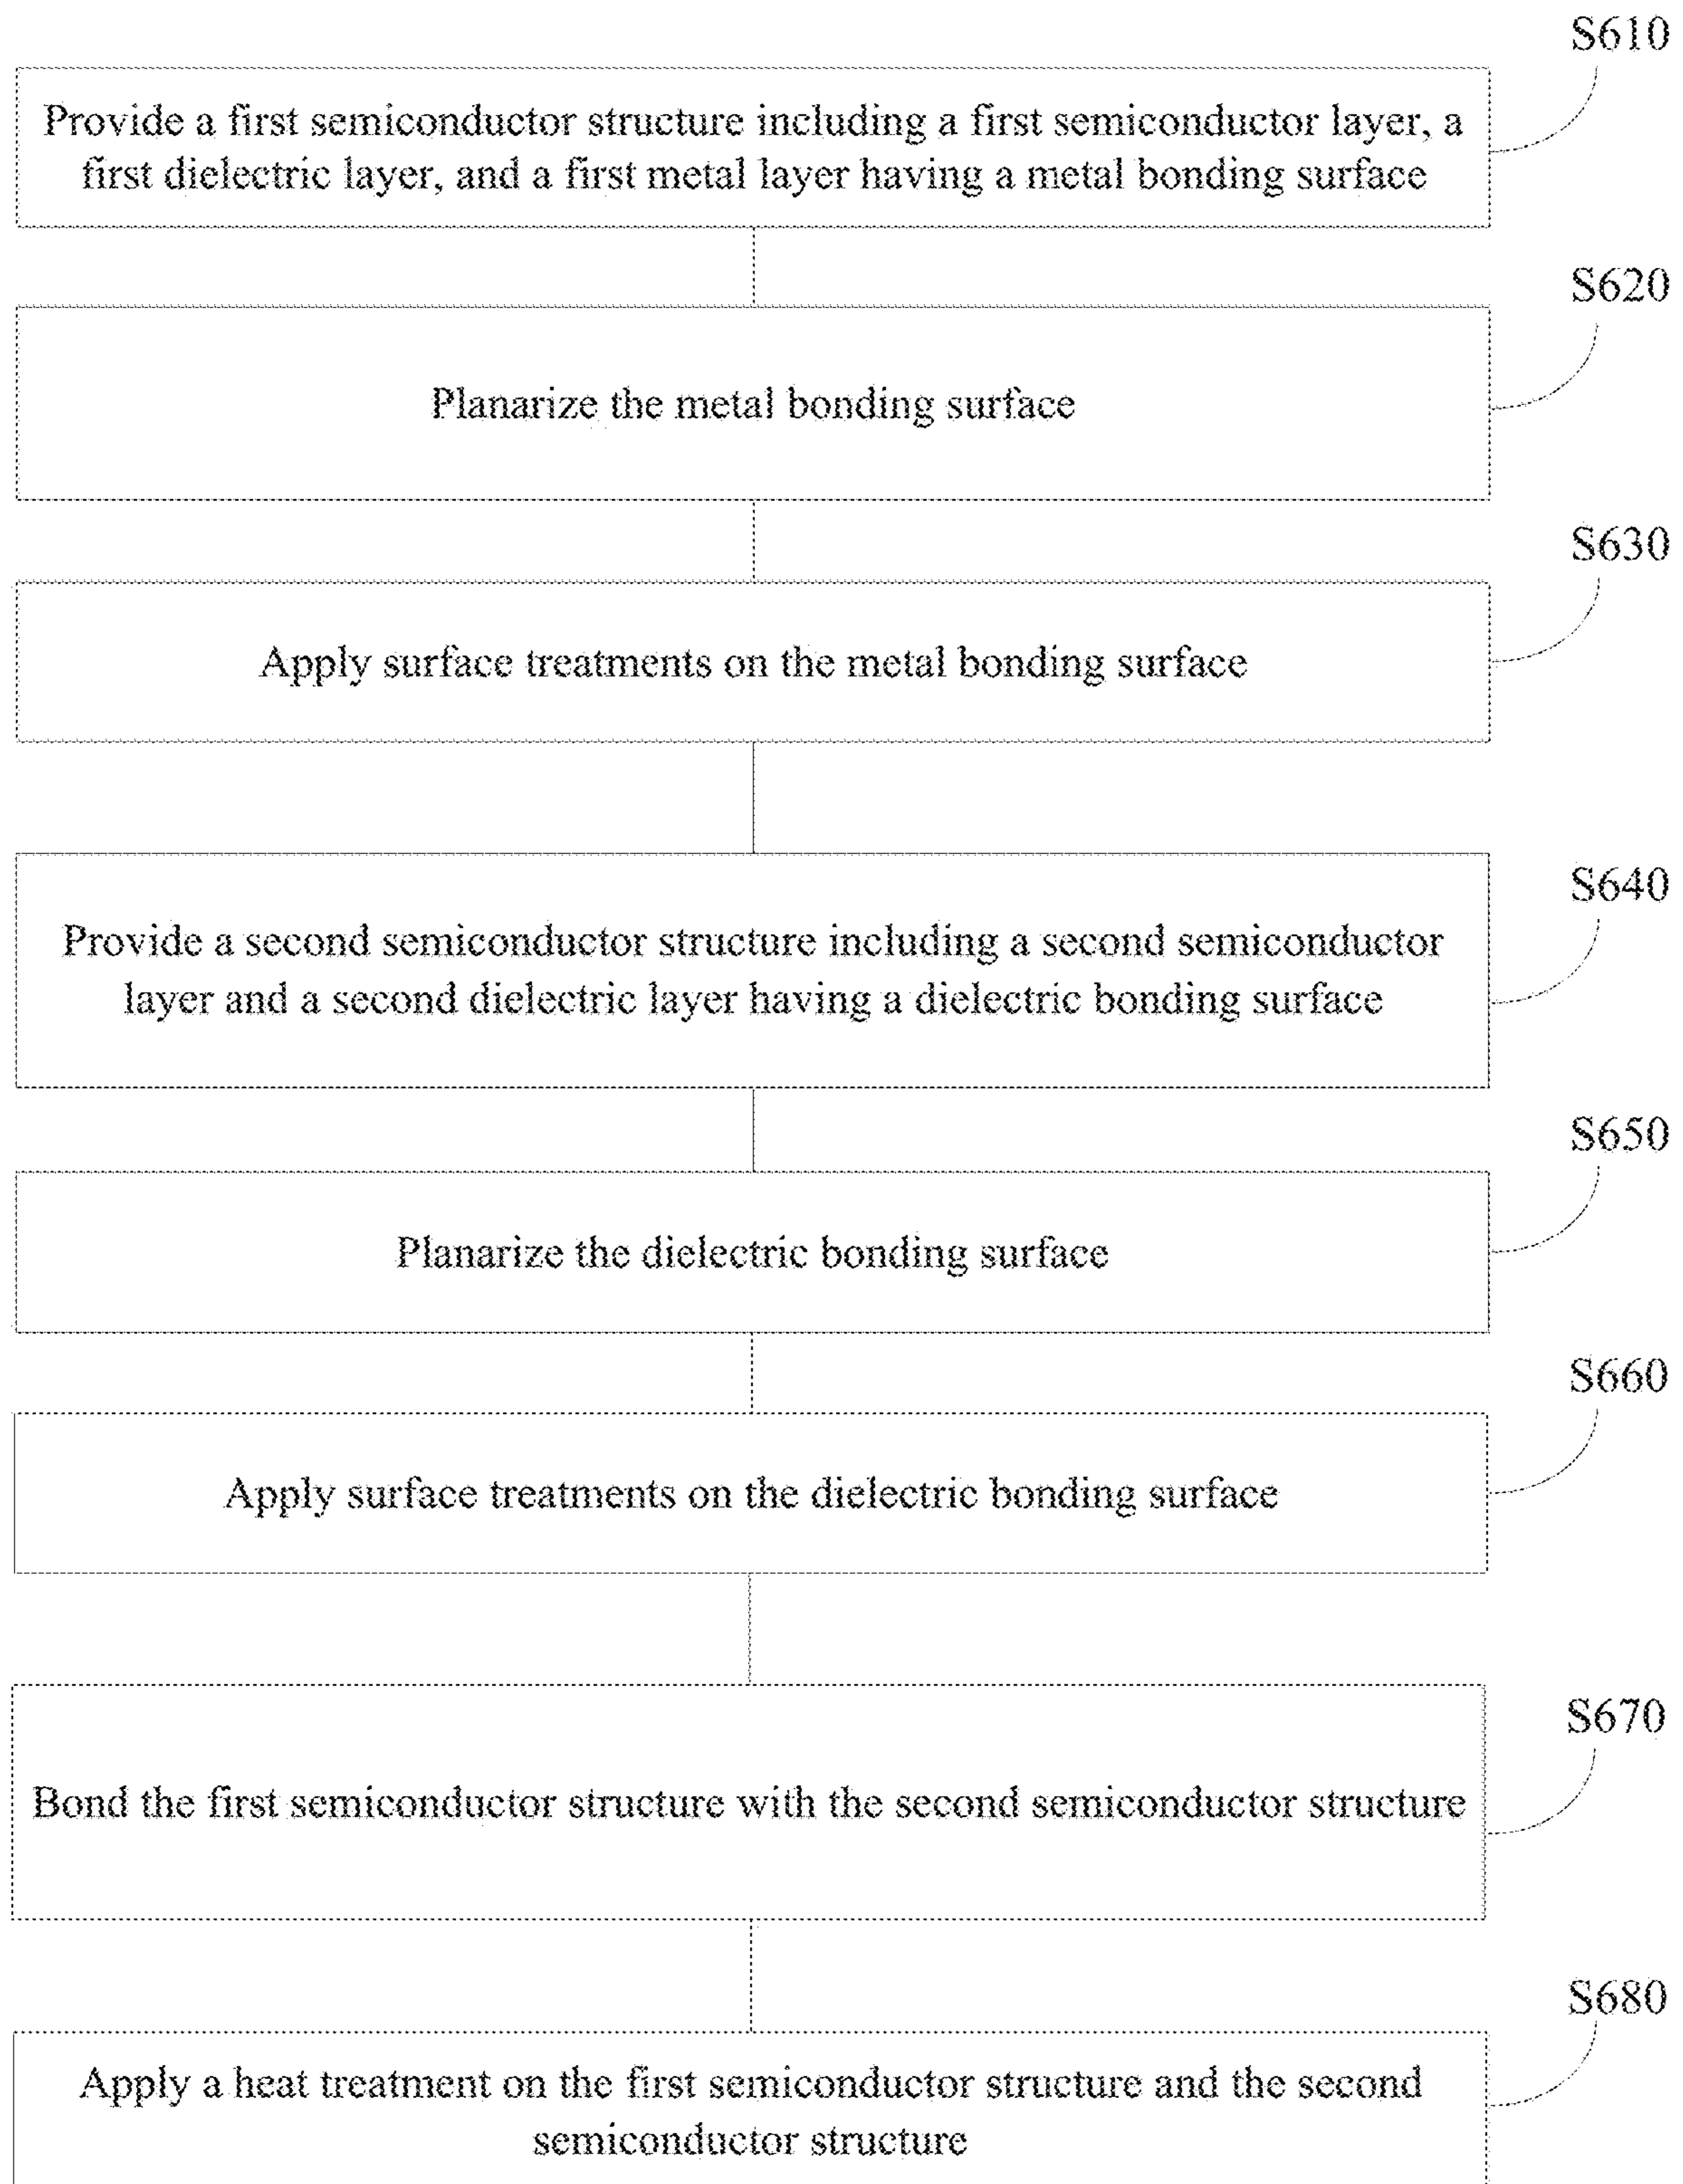 S610
Provide a first semiconductor structure including a first semiconductor layer, a
first dielectric layer, and a first metal layer having a metal bonding surface
S620
Planarize the metal bonding surface
S630
Apply surface treatments on the metal bonding surface
S640
Provide a second semiconductor structure including a second semiconductor
layer and a second dielectric layer having a dielectric bonding surface
S650
Planarize the dielectric bonding surface
S660
Apply surface treatments on the dielectric bonding surface
S670
Bond the first semiconductor structure with the second semiconductor structure
S680
Apply a heat treatment on the first semiconductor structure and the second
semiconductor structure